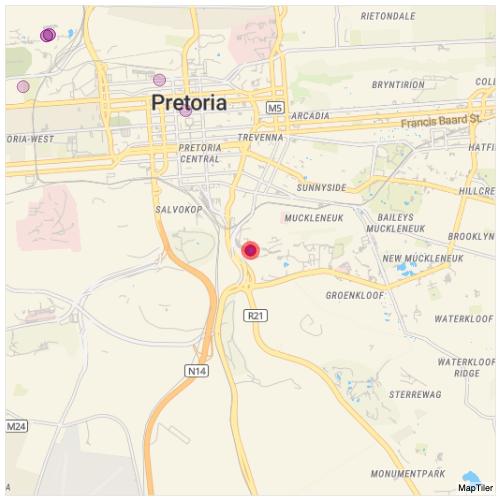 RIETONDALE
BRYNTIRION
COLI
Pretoria
M5
ARCADIA
Francis Baard St.
ORIA-WEST
TREVENNA
PRETORIA
CENTRAL
HATFI
SUNNYSIDE
HILLCRE
SALVOKOP
MUCKLENEUK
BAILEYS
MUCKLENEUK
BROOKLYN
NEW MUCKLENEUK
GROENKLOOF
R21
WATERKLOOF
WATERKLOOF
RIDGE
N14
STERREWAG
M24
MONUMENTPARK
MapTiler